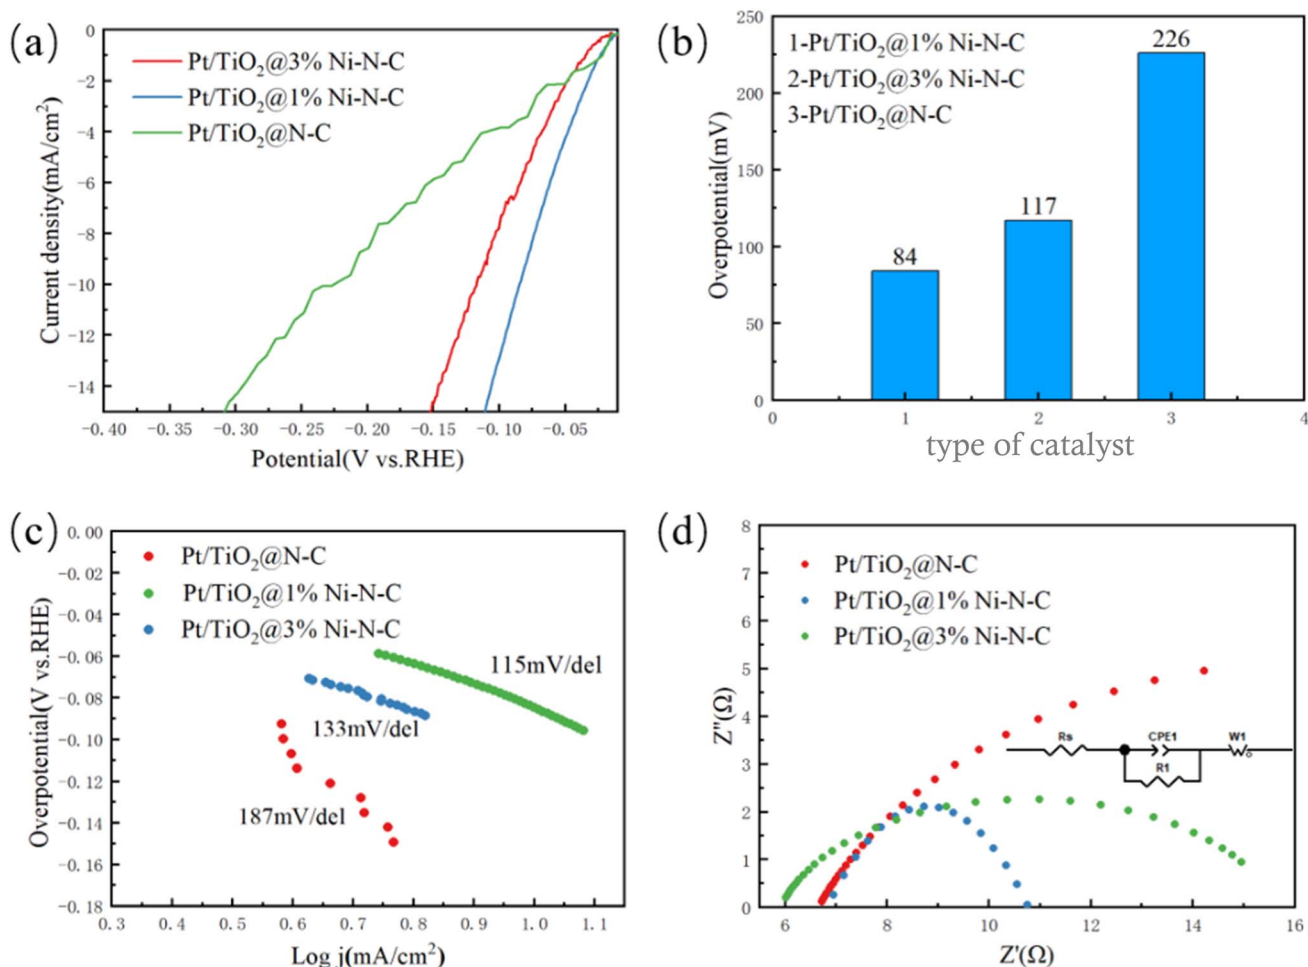 (a)
Pt/TiO₂@3% Ni-N-C
Pt/TiO₂@1% Ni-N-C
Pt/TiO₂@N-C
Current density(mA/cm²)
0
−2
−4
−6
−8
−10
−12
−14
−0.40 −0.35 −0.30 −0.25 −0.20 −0.15 −0.10 −0.05
Potential(V vs.RHE)
(b)
1-Pt/TiO₂@1% Ni-N-C
2-Pt/TiO₂@3% Ni-N-C
3-Pt/TiO₂@N-C
Overpotential(mV)
250
200
150
100
50
0
84
117
226
0 1 2 3 4
type of catalyst
(c)
Pt/TiO₂@N-C
Pt/TiO₂@1% Ni-N-C
Pt/TiO₂@3% Ni-N-C
Overpotential(V vs.RHE)
0.00
−0.02
−0.04
−0.06
−0.08
−0.10
−0.12
−0.14
−0.16
−0.18
115mV/del
133mV/del
187mV/del
0.3 0.4 0.5 0.6 0.7 0.8 0.9 1.0 1.1
Log j(mA/cm²)
(d)
Pt/TiO₂@N-C
Pt/TiO₂@1% Ni-N-C
Pt/TiO₂@3% Ni-N-C
Z"(Ω)
8
7
6
5
4
3
2
1
0
Rs CPE1 W1
R1
6 8 10 12 14 16
Z'(Ω)